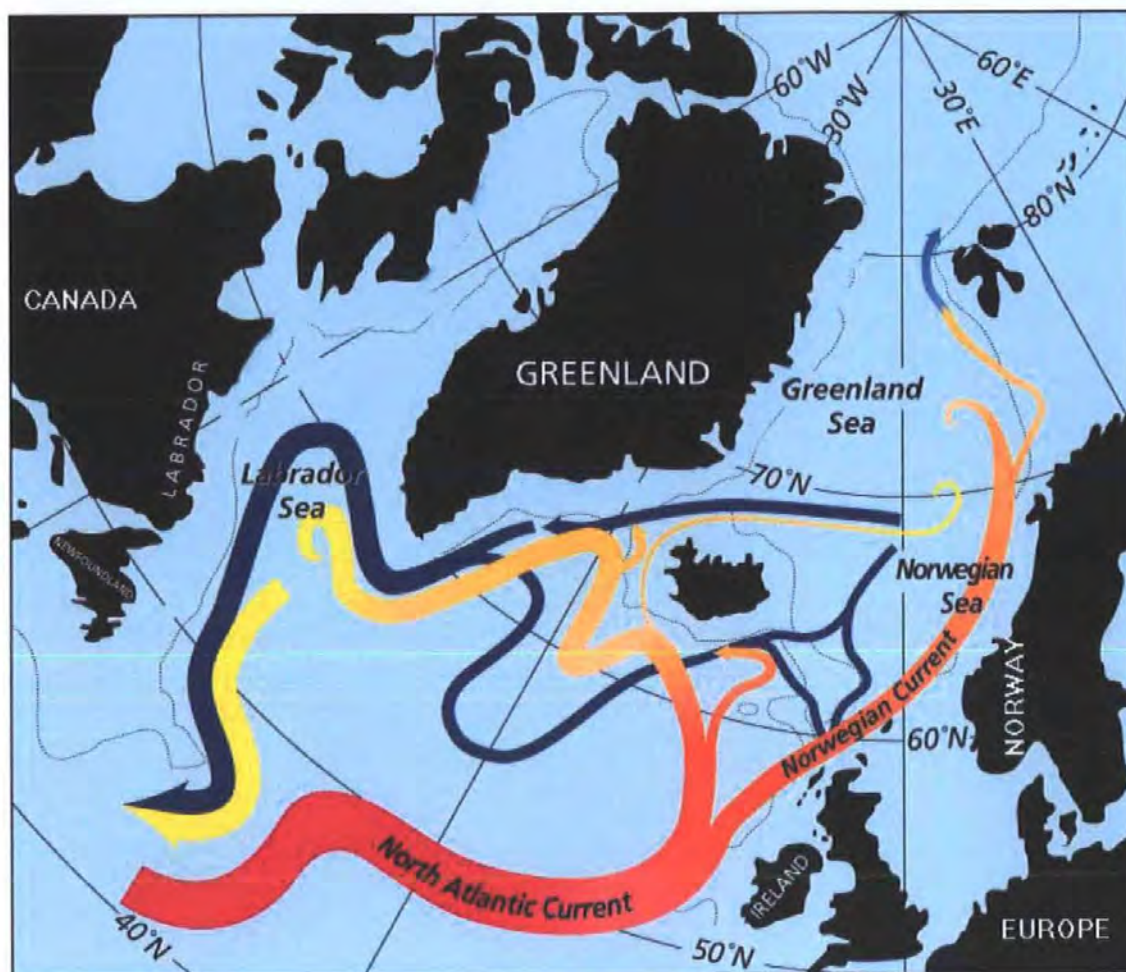 60°W
30°W
30°E
60°E
80°N
CANADA
LABRADOR
GREENLAND
Greenland
Sea
Labrador
Sea
70°N
NEWFOUNDLAND
Norwegian
Sea
Norwegian Current
NORWAY
60°N
North Atlantic Current
IRELAND
40°N
50°N
EUROPE